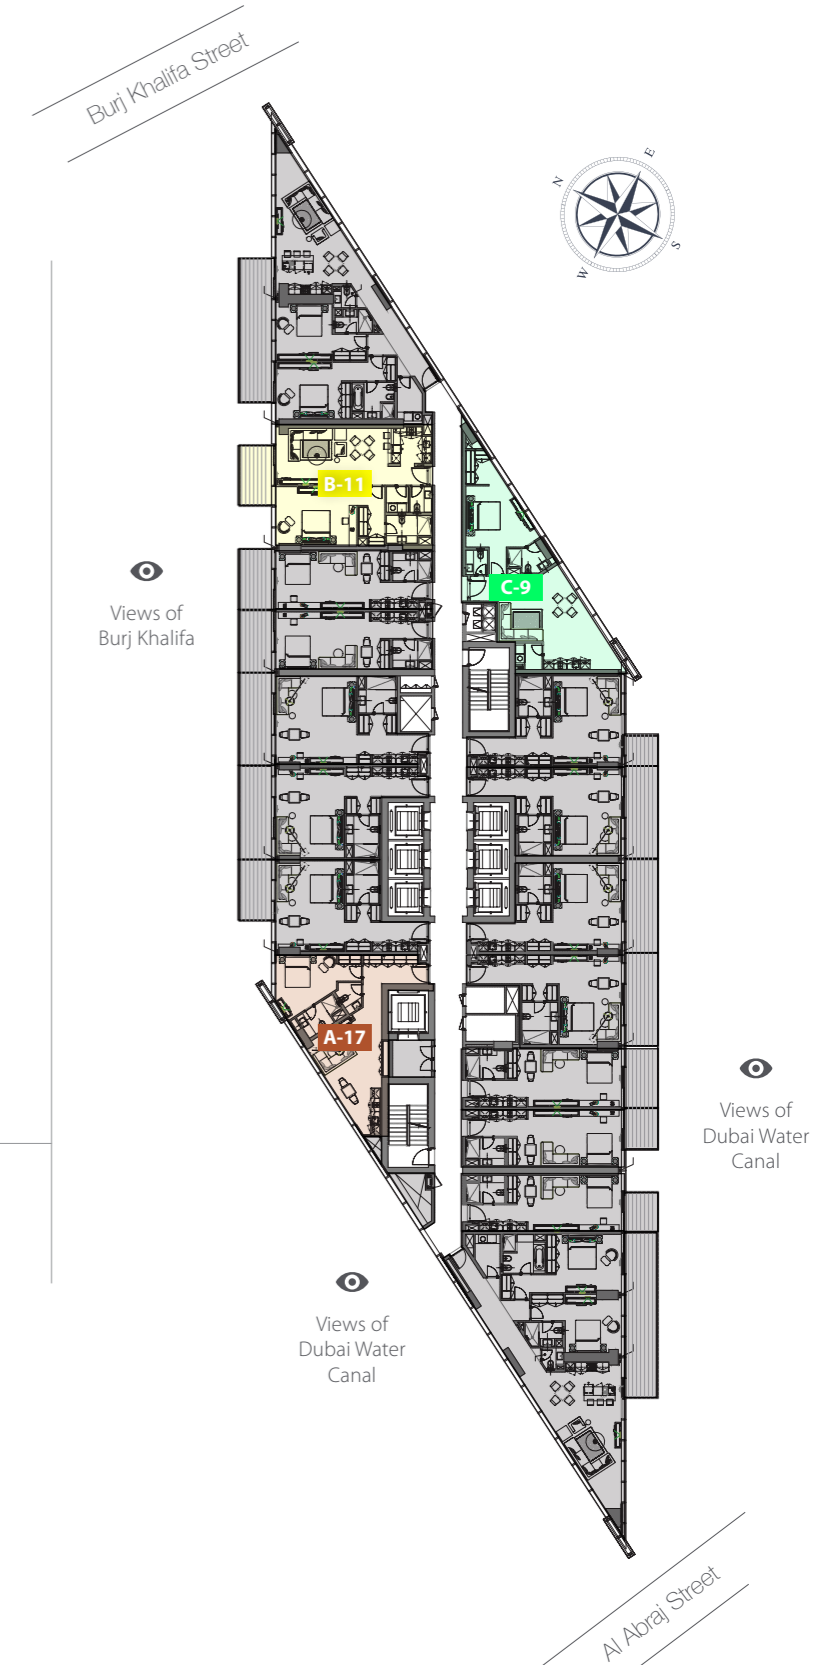 Burj Khalifa Street
E
N
S
W
B-11
C-9
Views of
Burj Khalifa
A-17
Views of
Dubai Water
Canal
Views of
Dubai Water
Canal
Al Abraj Street